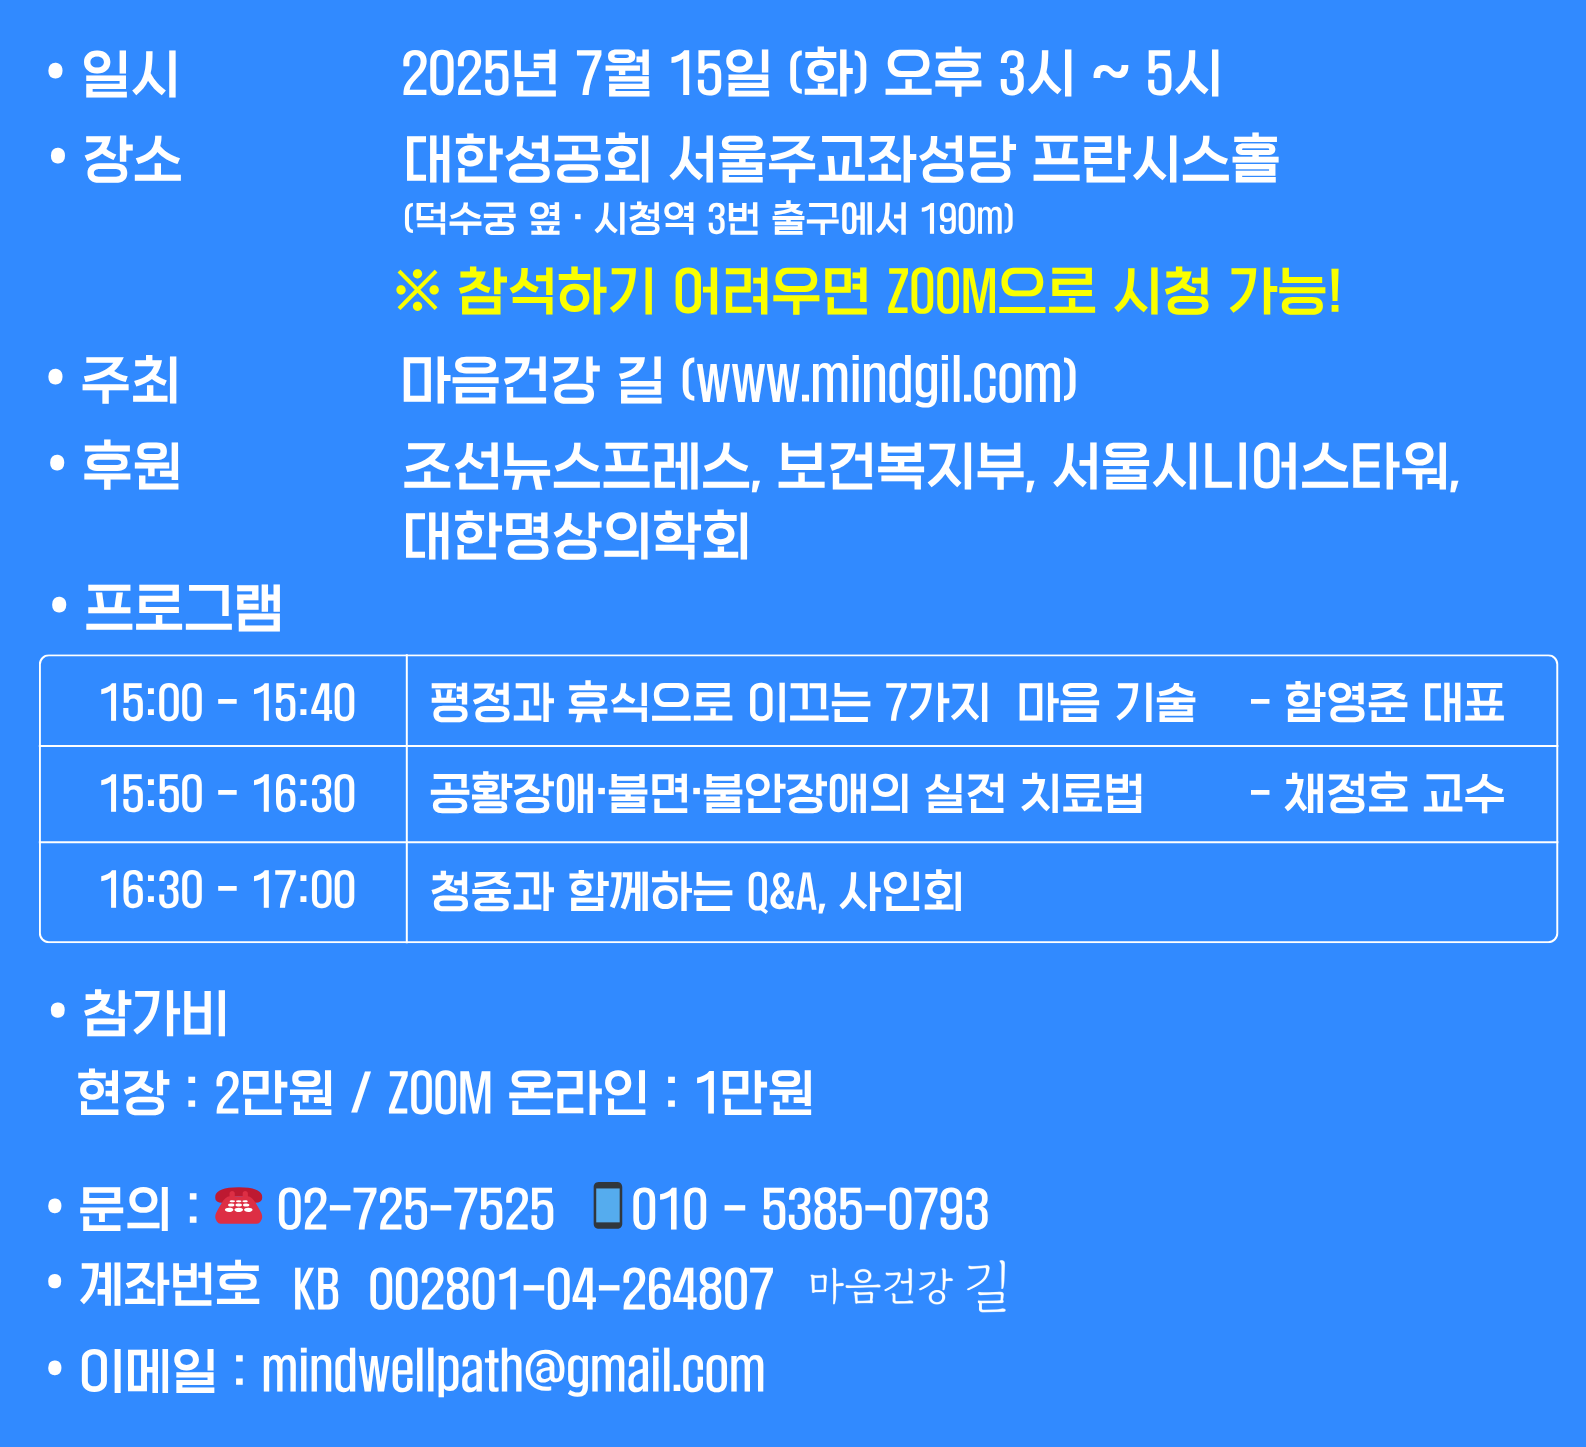 • 일시 2025년 7월 15일 (화) 오후 3시 ~ 5시
• 장소 대한성공회 서울주교좌성당 프란시스홀
(덕수궁 옆 · 시청역 3번 출구에서 190m)
※ 참석하기 어려우면 ZOOM으로 시청 가능!
• 주최 마음건강 길 (www.mindgil.com)
• 후원 조선뉴스프레스, 보건복지부, 서울시니어스타워,
대한명상의학회
• 프로그램
15:00 - 15:40 평정과 휴식으로 이끄는 7가지 마음 기술 - 함영준 대표
15:50 - 16:30 공황장애·불면·불안장애의 실전 치료법 - 채정호 교수
16:30 - 17:00 청중과 함께하는 Q&A, 사인회
• 참가비
현장 : 2만원 / ZOOM 온라인 : 1만원
• 문의 : 02-725-7525 010 - 5385-0793
• 계좌번호 KB 002801-04-264807 마음건강 길
• 이메일 : mindwellpath@gmail.com